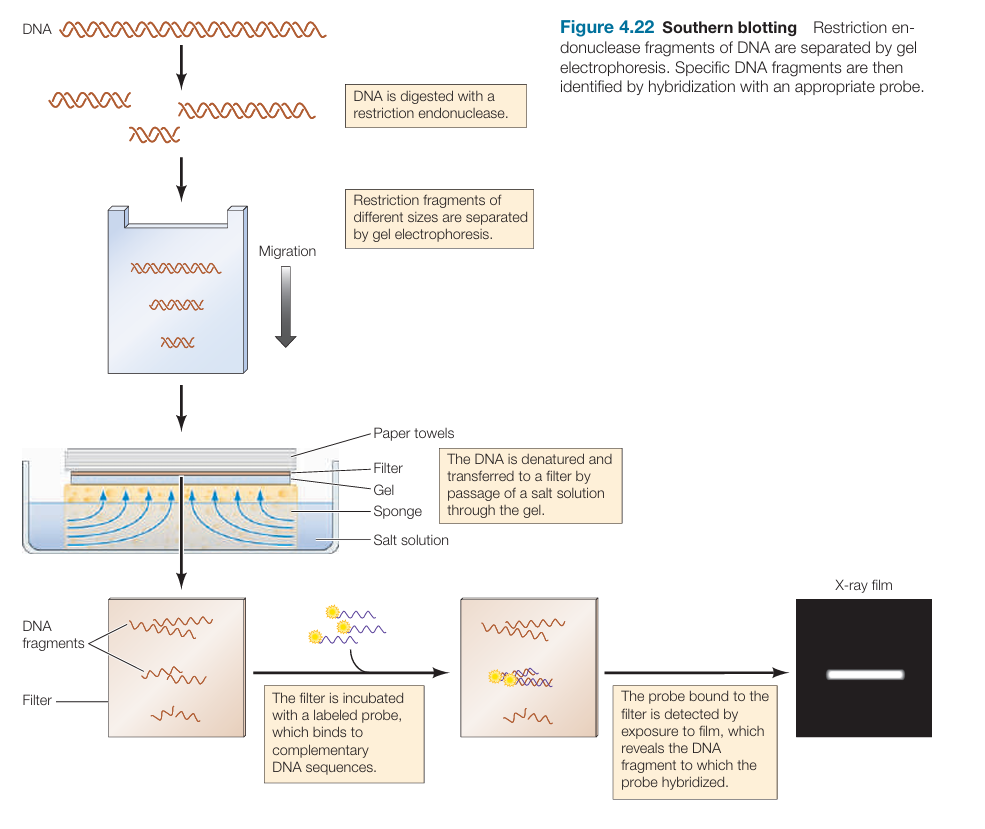 DNA
Figure 4.22 Southern blotting Restriction en-
donuclease fragments of DNA are separated by gel
electrophoresis. Specific DNA fragments are then
identified by hybridization with an appropriate probe.
DNA is digested with a
restriction endonuclease.
Restriction fragments of
different sizes are separated
by gel electrophoresis.
Migration
Paper towels
Filter
Gel
Sponge
Salt solution
The DNA is denatured and
transferred to a filter by
passage of a salt solution
through the gel.
DNA
fragments
Filter
The filter is incubated
with a labeled probe,
which binds to
complementary
DNA sequences.
The probe bound to the
filter is detected by
exposure to film, which
reveals the DNA
fragment to which the
probe hybridized.
X-ray film